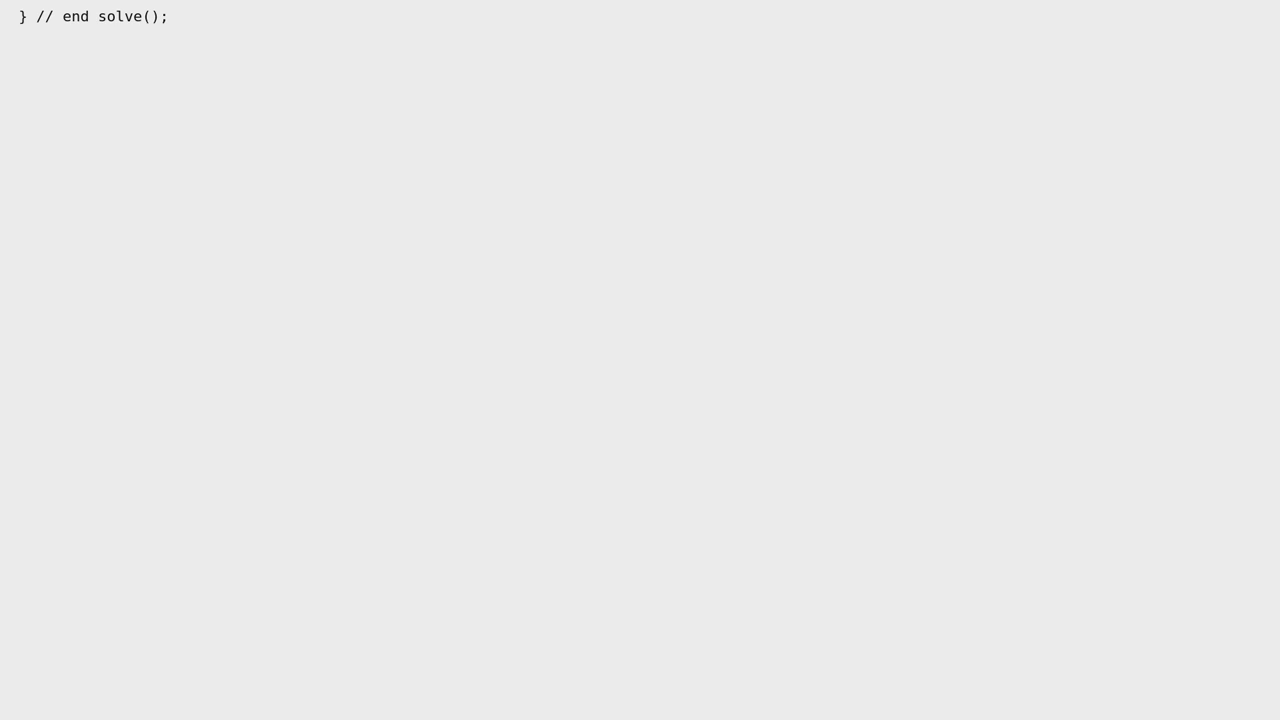 } // end solve();